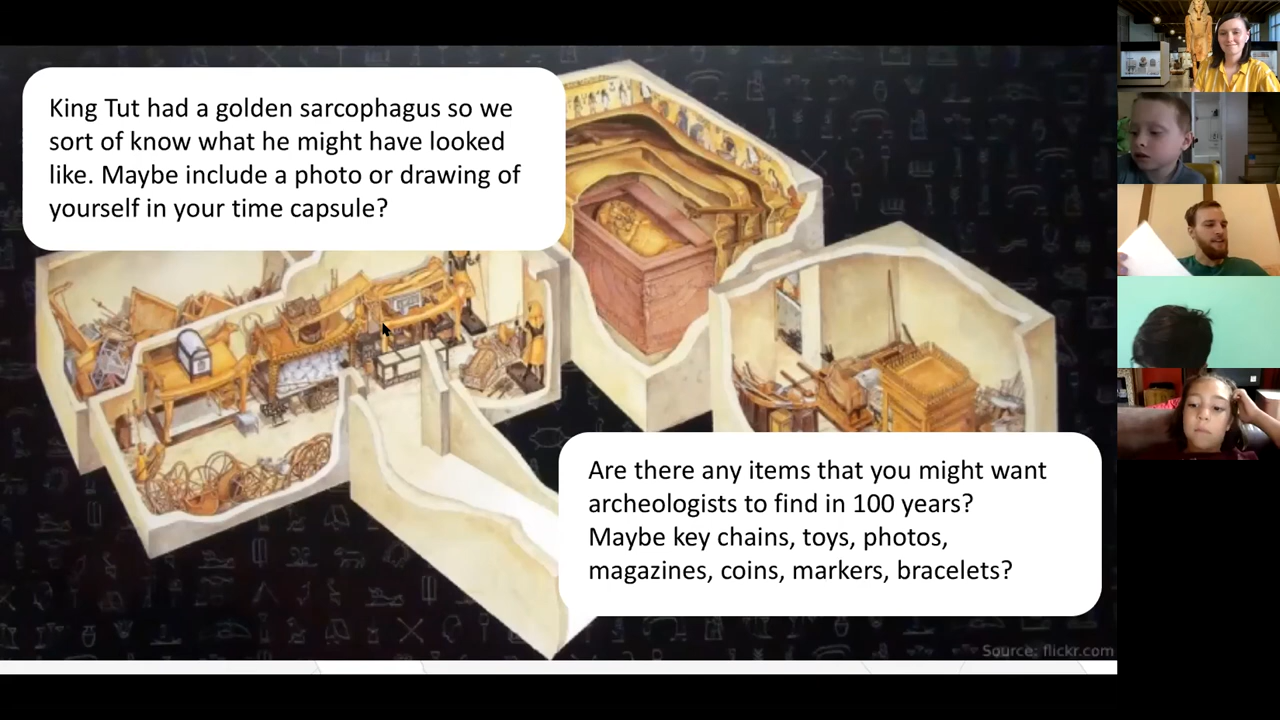 King Tut had a golden sarcophagus so we
sort of know what he might have looked
like. Maybe include a photo or drawing of
yourself in your time capsule?
Are there any items that you might want
archeologists to find in 100 years?
Maybe key chains, toys, photos,
magazines, coins, markers, bracelets?
Source: flickr.com